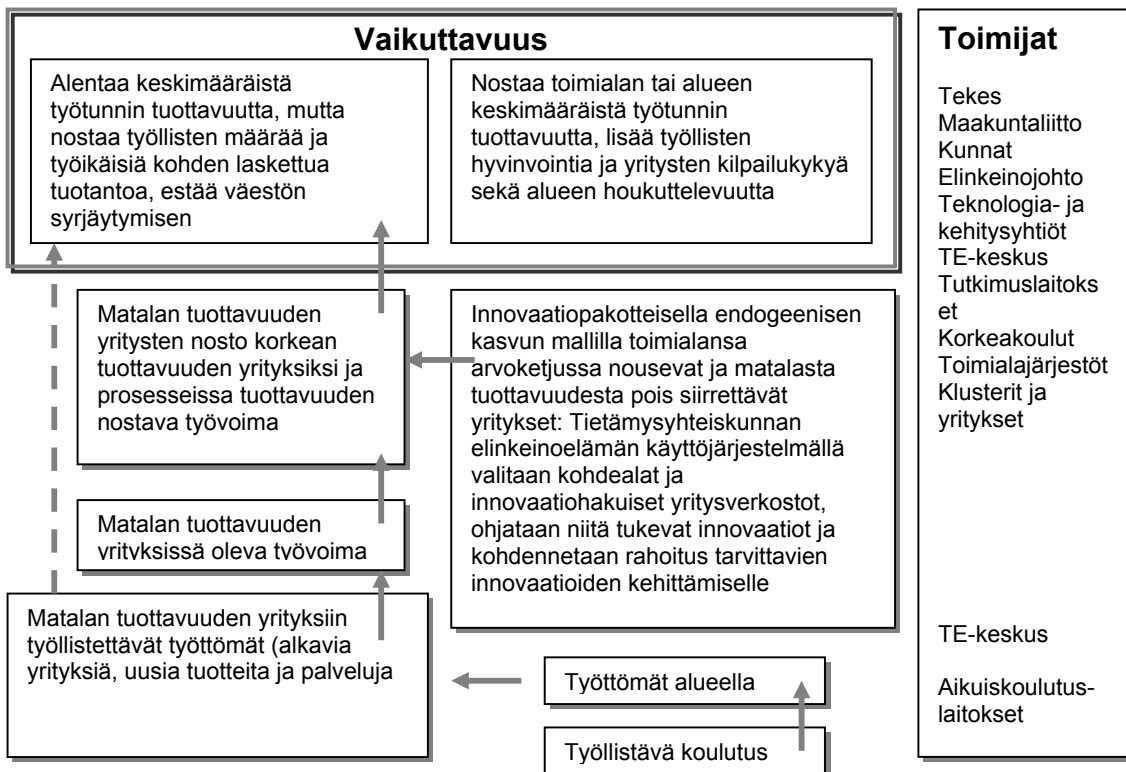 Vaikuttavuus
Alentaa keskimääräistä
työtunnin tuottavuutta, mutta
nostaa työllisten määrää ja
työikäisiä kohden laskettua
tuotantoa, estää väestön
syrjäytymisen
Nostaa toimialan tai alueen
keskimääräistä työtunnin
tuottavuutta, lisää työllisten
hyvinvointia ja yritysten kilpailukykyä
sekä alueen houkuttelevuutta
Matalan tuottavuuden
yritysten nosto korkean
tuottavuuden yrityksiksi ja
prosesseissa tuottavuuden
nostava työvoima
Innovaatiopakotteisella endogeenisen
kasvun mallilla toimialansa
arvoketjussa nousevat ja matalasta
tuottavuudesta pois siirrettävät
yritykset: Tietämysyhteiskunnan
elinkeinoelämän käyttöjärjestelmällä
valitaan kohdealat ja
innovaatiohakuiset yritysverkostot,
ohjataan niitä tukevat innovaatiot ja
kohdennetaan rahoitus tarvittavien
innovaatioiden kehittämiselle
Matalan tuottavuuden
yrityksissä oleva työvoima
Matalan tuottavuuden yrityksiin
työllistettävät työttömät (alkavia
yrityksiä, uusia tuotteita ja palveluja
Työttömät alueella
Työllistävä koulutus
Toimijat
Tekes
Maakuntaliitto
Kunnat
Elinkeinojohto
Teknologia- ja
kehitysyhtiöt
TE-keskus
Tutkimuslaitoks
et
Korkeakoulut
Toimialajärjestöt
Klusterit ja
yritykset
TE-keskus
Aikuiskoulutus-
laitokset